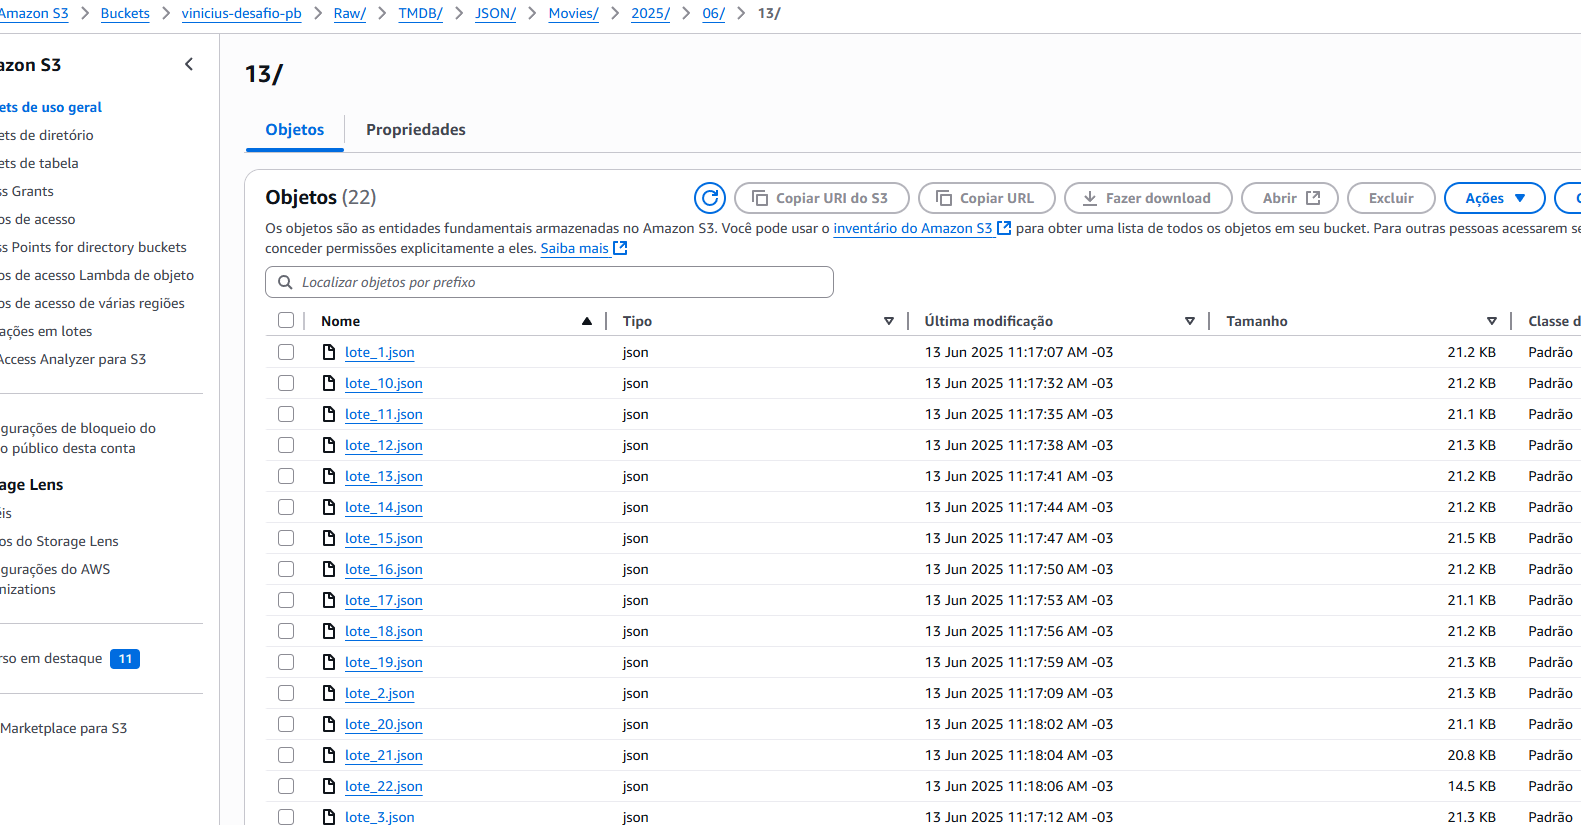 Amazon S3 > Buckets > vinicius-desafio-pb > Raw/ > TMDB/ > JSON/ > Movies/ > 2025/ > 06/ > 13/
azon S3
ets de uso geral
ets de diretório
ets de tabela
ss Grants
os de acesso
ss Points for directory buckets
os de acesso Lambda de objeto
os de acesso de várias regiões
ações em lotes
Access Analyzer para S3
gurações de bloqueio do
o público desta conta
age Lens
éis
os do Storage Lens
gurações do AWS
nizations
rso em destaque 11
Marketplace para S3
13/
Objetos Propriedades
Objetos (22) Copiar URI do S3 Copiar URL Fazer download Abrir Excluir Ações
Os objetos são as entidades fundamentais armazenadas no Amazon S3. Você pode usar o inventário do Amazon S3 para obter uma lista de todos os objetos em seu bucket. Para outras pessoas acessarem se
conceder permissões explicitamente a eles. Saiba mais
Localizar objetos por prefixo
Nome Tipo Última modificação Tamanho Classe d
lote_1.json json 13 Jun 2025 11:17:07 AM -03 21.2 KB Padrão
lote_10.json json 13 Jun 2025 11:17:32 AM -03 21.2 KB Padrão
lote_11.json json 13 Jun 2025 11:17:35 AM -03 21.1 KB Padrão
lote_12.json json 13 Jun 2025 11:17:38 AM -03 21.3 KB Padrão
lote_13.json json 13 Jun 2025 11:17:41 AM -03 21.2 KB Padrão
lote_14.json json 13 Jun 2025 11:17:44 AM -03 21.2 KB Padrão
lote_15.json json 13 Jun 2025 11:17:47 AM -03 21.5 KB Padrão
lote_16.json json 13 Jun 2025 11:17:50 AM -03 21.2 KB Padrão
lote_17.json json 13 Jun 2025 11:17:53 AM -03 21.1 KB Padrão
lote_18.json json 13 Jun 2025 11:17:56 AM -03 21.2 KB Padrão
lote_19.json json 13 Jun 2025 11:17:59 AM -03 21.3 KB Padrão
lote_2.json json 13 Jun 2025 11:17:09 AM -03 21.3 KB Padrão
lote_20.json json 13 Jun 2025 11:18:02 AM -03 21.1 KB Padrão
lote_21.json json 13 Jun 2025 11:18:04 AM -03 20.8 KB Padrão
lote_22.json json 13 Jun 2025 11:18:06 AM -03 14.5 KB Padrão
lote_3.json json 13 Jun 2025 11:17:12 AM -03 21.3 KB Padrão